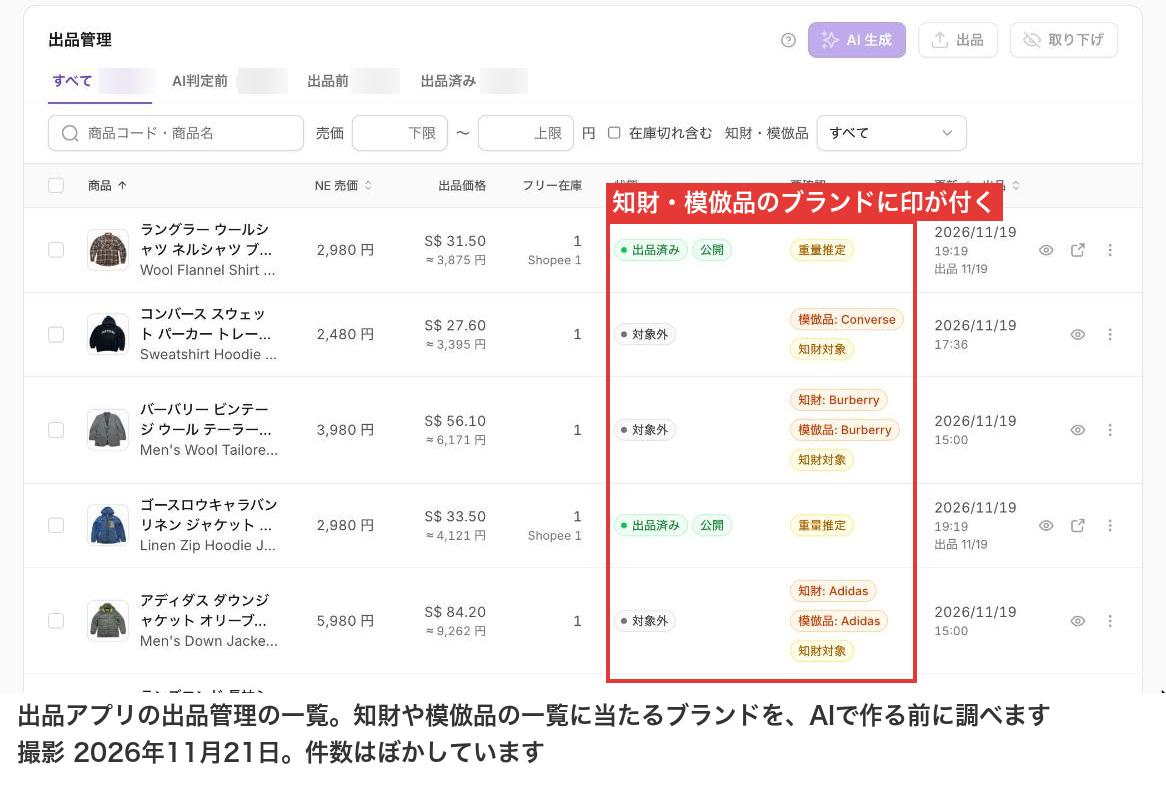 出品管理
AI 生成
出品
取り下げ
すべて
AI判定前
出品前
出品済み
商品コード・商品名
売価
下限
〜
上限
円
在庫切れ含む
知財・模倣品
すべて
商品 ↑
NE 売価
出品価格
フリー在庫
知財・模倣品のブランドに印が付く
ラングラー ウールシ
ャツ ネルシャツ ブ...
Wool Flannel Shirt ...
2,980 円
S$ 31.50
≈ 3,875 円
1
Shopee 1
出品済み
公開
重量推定
2026/11/19
19:19
出品 11/19
コンバース スウェッ
ト パーカー トレー...
Sweatshirt Hoodie ...
2,480 円
S$ 27.60
≈ 3,395 円
1
対象外
模倣品: Converse
知財対象
2026/11/19
17:36
バーバリー ビンテー
ジ ウール テーラー...
Men's Wool Tailore...
3,980 円
S$ 56.10
≈ 6,171 円
1
対象外
知財: Burberry
模倣品: Burberry
知財対象
2026/11/19
15:00
ゴースロウキャラバン
リネン ジャケット ...
Linen Zip Hoodie J...
2,980 円
S$ 33.50
≈ 4,121 円
1
Shopee 1
出品済み
公開
重量推定
2026/11/19
19:19
出品 11/19
アディダス ダウンジ
ャケット オリーブ...
Men's Down Jacke...
5,980 円
S$ 84.20
≈ 9,262 円
1
対象外
知財: Adidas
模倣品: Adidas
知財対象
2026/11/19
15:00
出品アプリの出品管理の一覧。知財や模倣品の一覧に当たるブランドを、AIで作る前に調べます
撮影 2026年11月21日。件数はぼかしています